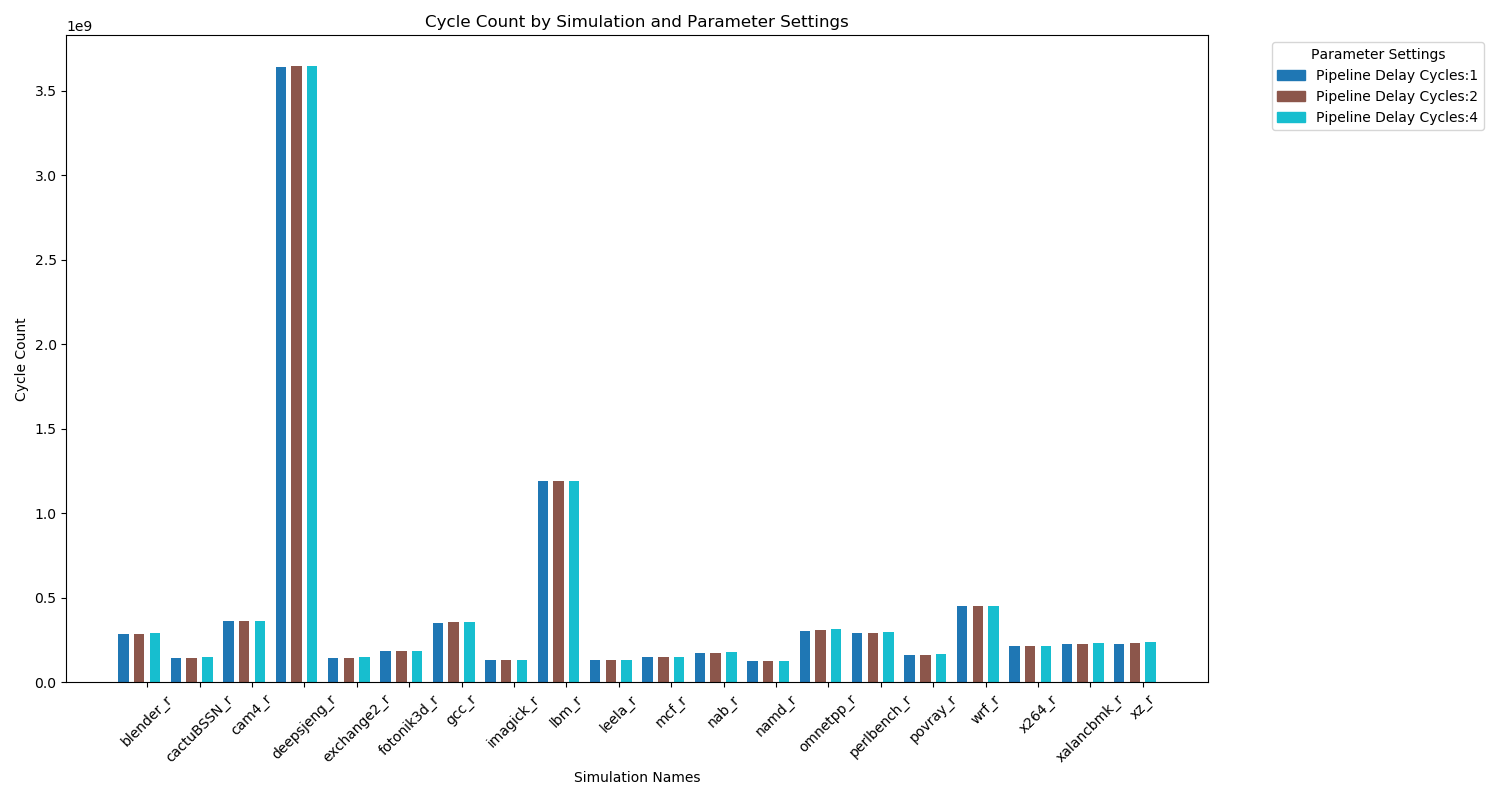 Cycle Count by Simulation and Parameter Settings
1e9
Parameter Settings
Pipeline Delay Cycles:1
Pipeline Delay Cycles:2
Pipeline Delay Cycles:4
3.5
3.0
2.5
2.0
1.5
1.0
0.5
0.0
Cycle Count
blender_r
cactuBSSN_r
cam4_r
deepsjeng_r
exchange2_r
fotonik3d_r
gcc_r
imagick_r
lbm_r
leela_r
mcf_r
nab_r
namd_r
omnetpp_r
perlbench_r
povray_r
wrf_r
x264_r
xalancbmk_r
xz_r
Simulation Names